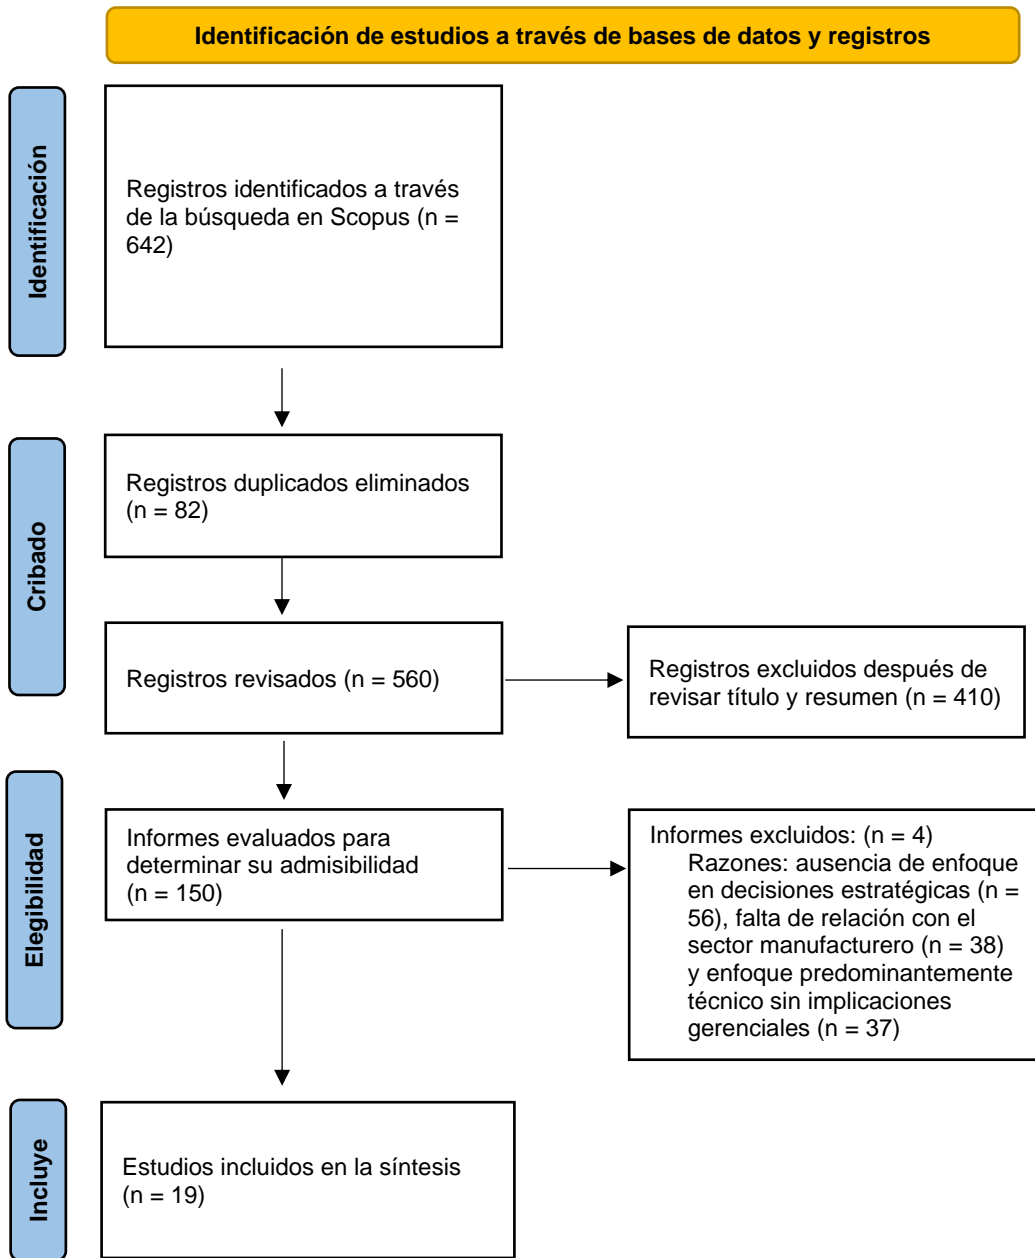 Identificación de estudios a través de bases de datos y registros
Identificación
Registros identificados a través
de la búsqueda en Scopus (n =
642)
Cribado
Registros duplicados eliminados
(n = 82)
Registros revisados (n = 560)
Registros excluidos después de
revisar título y resumen (n = 410)
Elegibilidad
Informes evaluados para
determinar su admisibilidad
(n = 150)
Informes excluidos: (n = 4)
Razones: ausencia de enfoque
en decisiones estratégicas (n =
56), falta de relación con el
sector manufacturero (n = 38)
y enfoque predominantemente
técnico sin implicaciones
gerenciales (n = 37)
Incluye
Estudios incluidos en la síntesis
(n = 19)